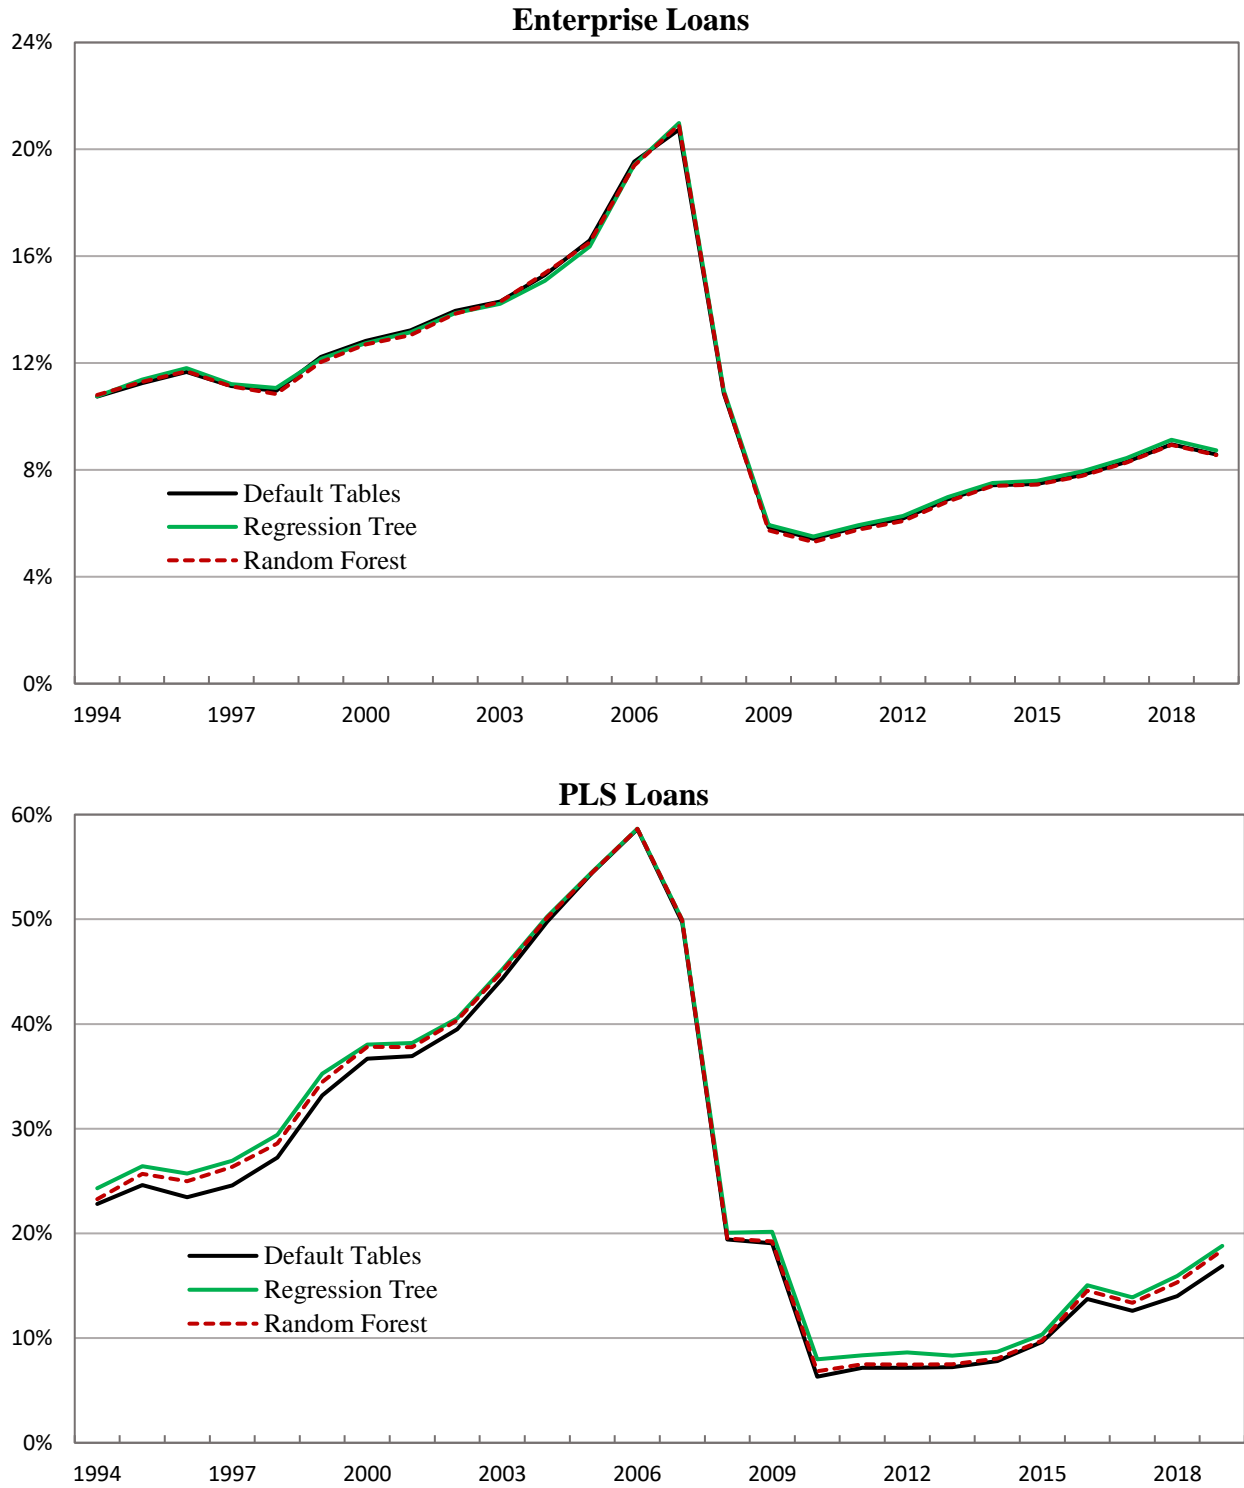 Enterprise Loans
24%
20%
16%
12%
8%
4%
0%
Default Tables
Regression Tree
Random Forest
1994 1997 2000 2003 2006 2009 2012 2015 2018
PLS Loans
60%
50%
40%
30%
20%
10%
0%
Default Tables
Regression Tree
Random Forest
1994 1997 2000 2003 2006 2009 2012 2015 2018